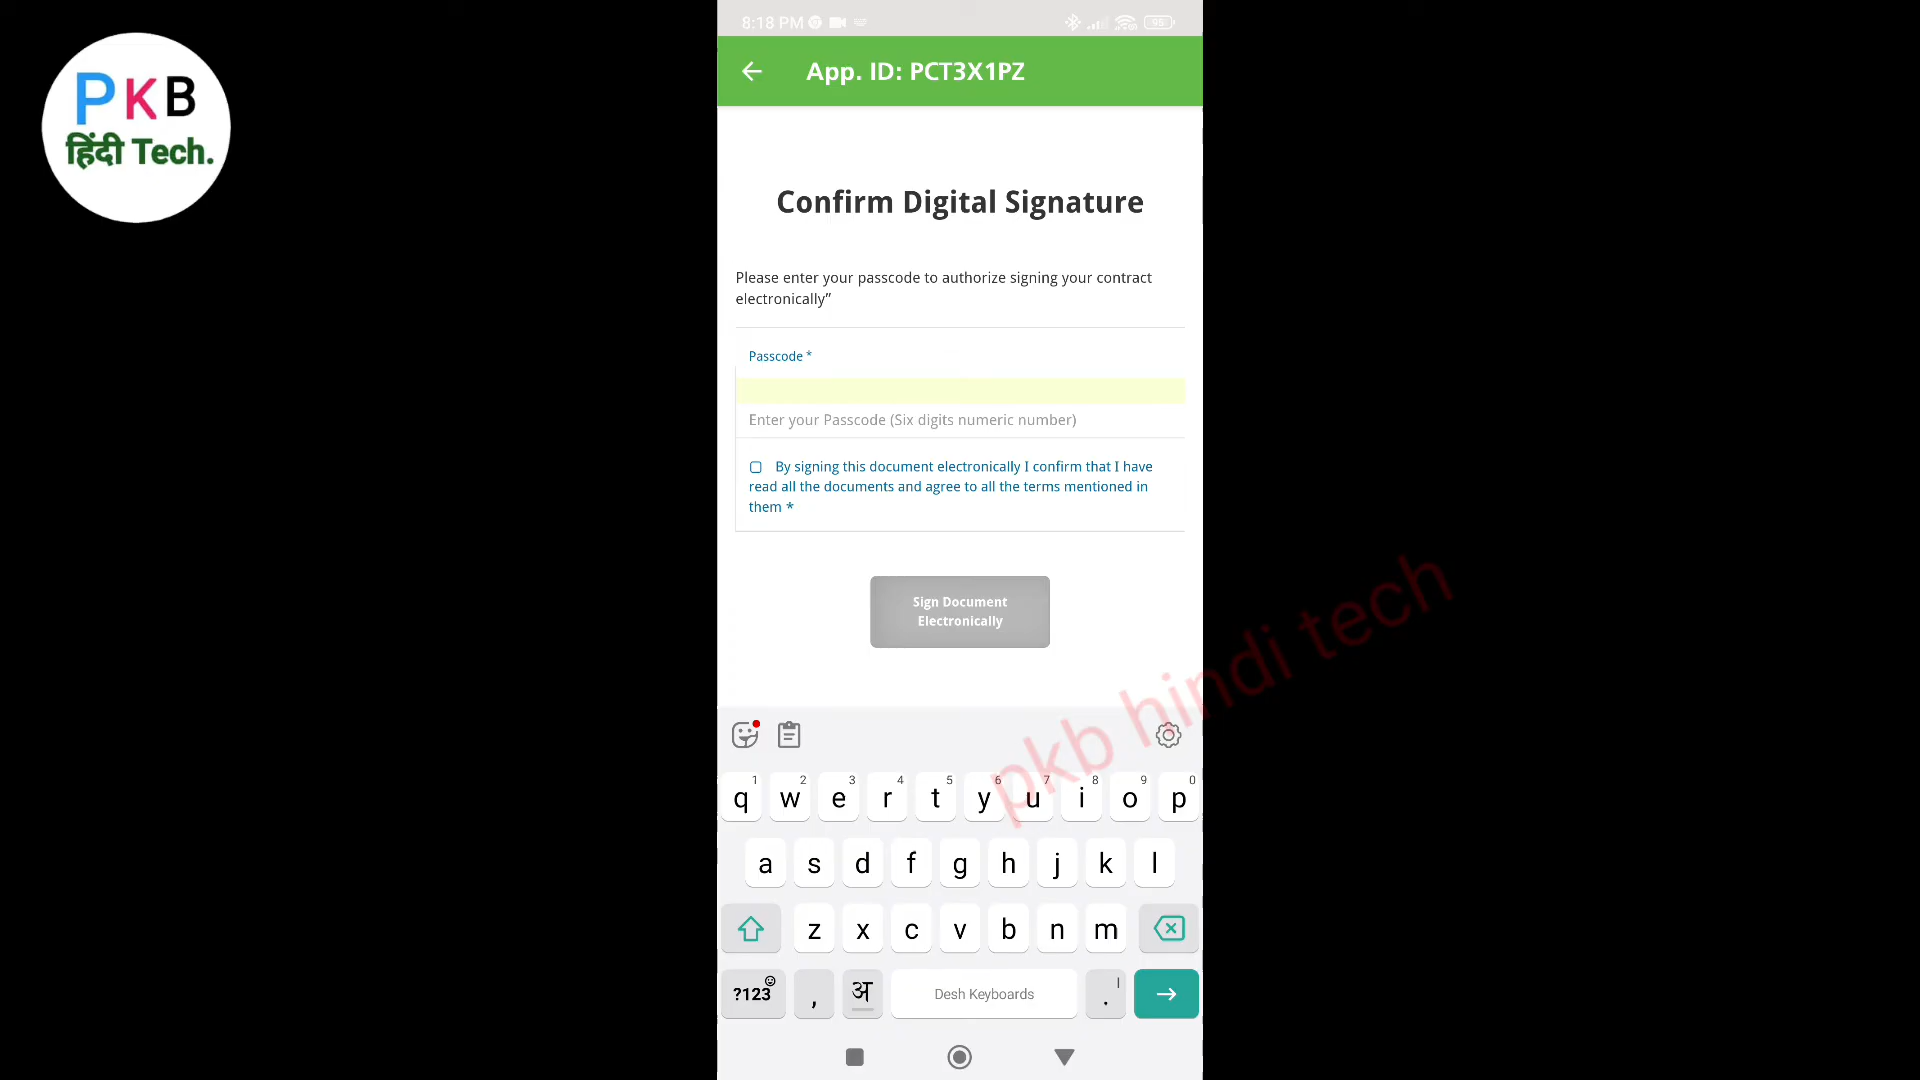 PKB
हिंदी Tech.
8:18 PM
95
App. ID: PCT3X1PZ
Confirm Digital Signature
Please enter your passcode to authorize signing your contract
electronically”
Passcode *
Enter your Passcode (Six digits numeric number)
By signing this document electronically I confirm that I have
read all the documents and agree to all the terms mentioned in
them *
Sign Document
Electronically
pkb hindi tech
1 2 3 4 5 6 7 8 9 0
q w e r t y u i o p
a s d f g h j k l
z x c v b n m
?123 , अ Desh Keyboards . |